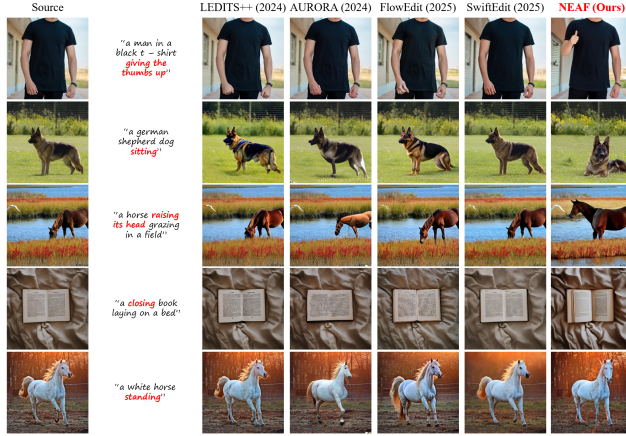 Source LEDITS++ (2024) AURORA (2024) FlowEdit (2025) SwiftEdit (2025) NEAF (Ours)
“a man in a
black t – shirt
giving the
thumbs up”
“a german
shepherd dog
sitting”
“a horse raising
its head grazing
in a field”
“a closing book
laying on a bed”
“a white horse
standing”